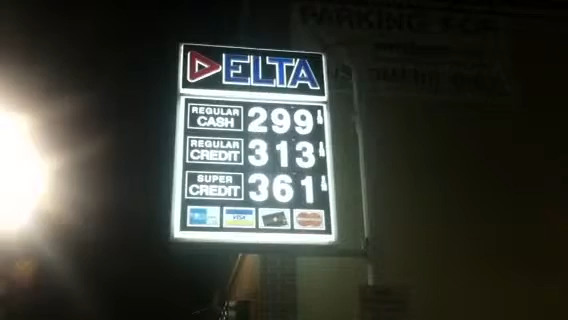 PARKING FOR
DELTA
REGULAR
CASH 299
REGULAR
CREDIT 313
SUPER
CREDIT 361
VISA